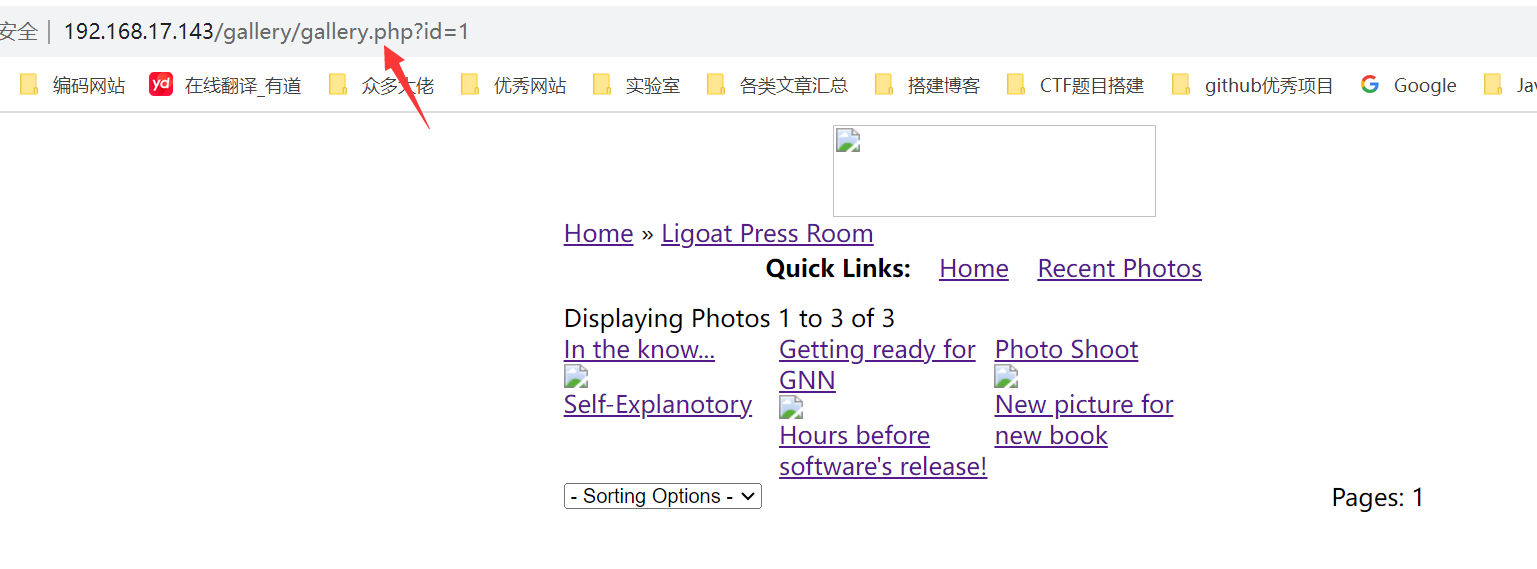 安全 | 192.168.17.143/gallery/gallery.php?id=1
编码网站 yd 在线翻译_有道 众多大佬 优秀网站 实验室 各类文章汇总 搭建博客 CTF题目搭建 github优秀项目 G Google Jav
Home » Ligoat Press Room
Quick Links: Home Recent Photos
Displaying Photos 1 to 3 of 3
In the know... Getting ready for GNN Photo Shoot
Self-Explanotory Hours before software's release! New picture for new book
- Sorting Options - Pages: 1